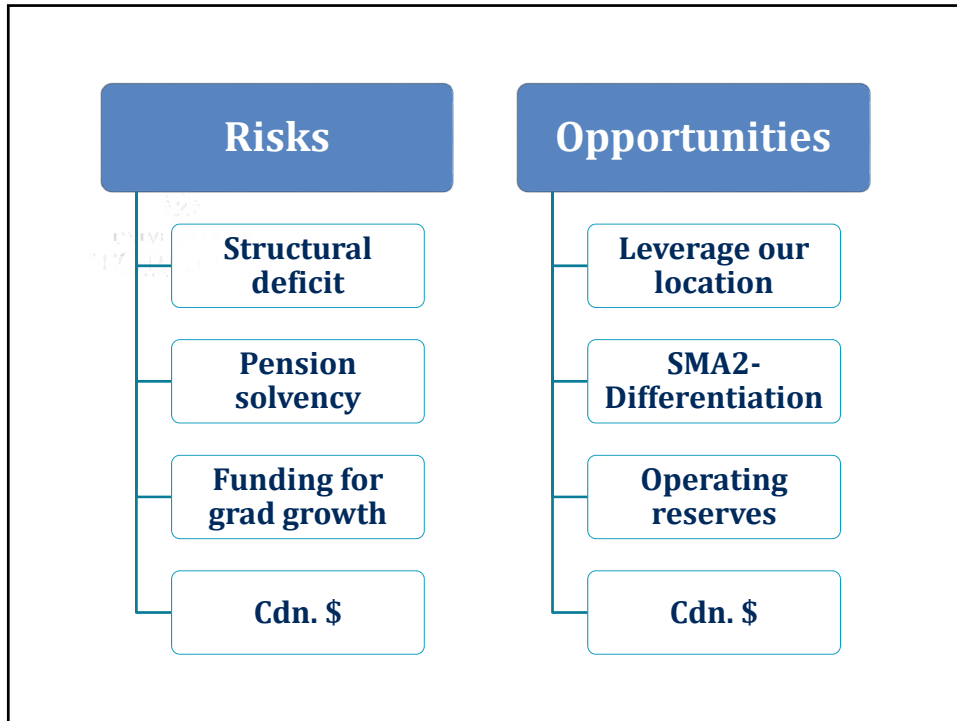 Risks
Structural
deficit
Pension
solvency
Funding for
grad growth
Cdn. $
Opportunities
Leverage our
location
SMA2-
Differentiation
Operating
reserves
Cdn. $